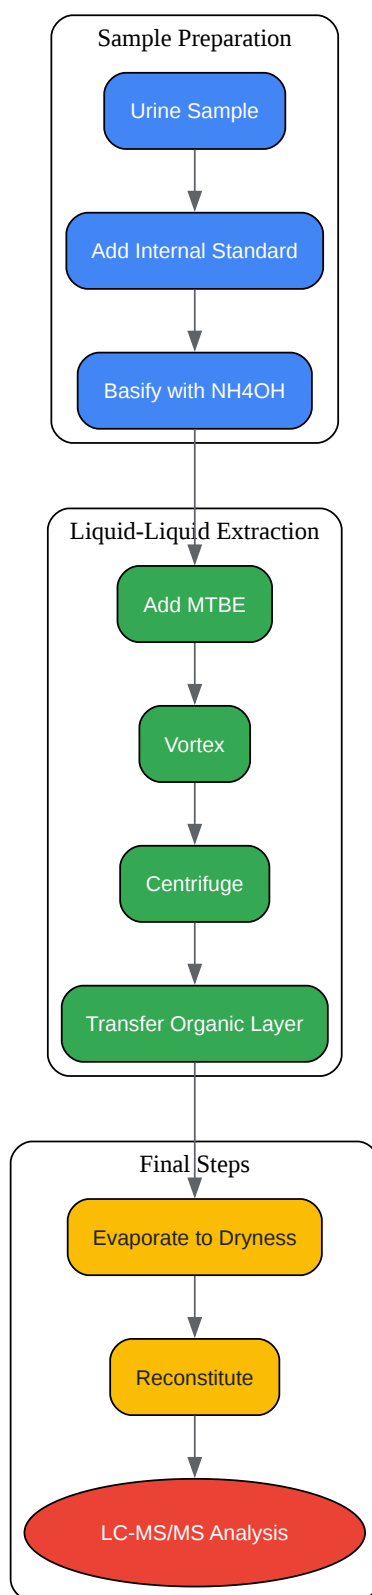 Sample Preparation
Urine Sample
Add Internal Standard
Basify with NH4OH
Liquid-Liquid Extraction
Add MTBE
Vortex
Centrifuge
Transfer Organic Layer
Final Steps
Evaporate to Dryness
Reconstitute
LC-MS/MS Analysis